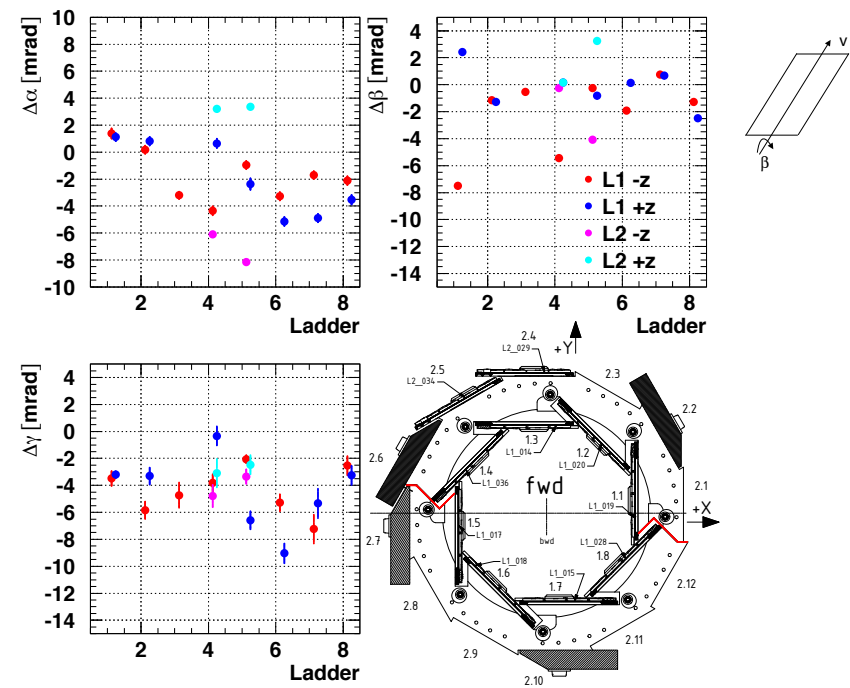 Δα [mrad]
10
8
6
4
2
0
-2
-4
-6
-8
-10
2 4 6 8
Ladder
Δβ [mrad]
6
4
2
0
-2
-4
-6
-8
-10
-12
-14
L1 -z
L1 +z
L2 -z
L2 +z
2 4 6 8
Ladder
v
β
Δγ [mrad]
4
2
0
-2
-4
-6
-8
-10
-12
-14
2 4 6 8
Ladder
2.4
L2_029
+Y
2.5
L2_034
2.3
2.2
2.6
1.3
L1_014
1.2
L1_020
1.4
L1_036
fwd
2.1
1.1
L1_019
+X
1.5
L1_017
bwd
2.7
L1_028
1.8
L1_018
1.6
L1_015
1.7
2.12
2.8
2.11
2.9
2.10